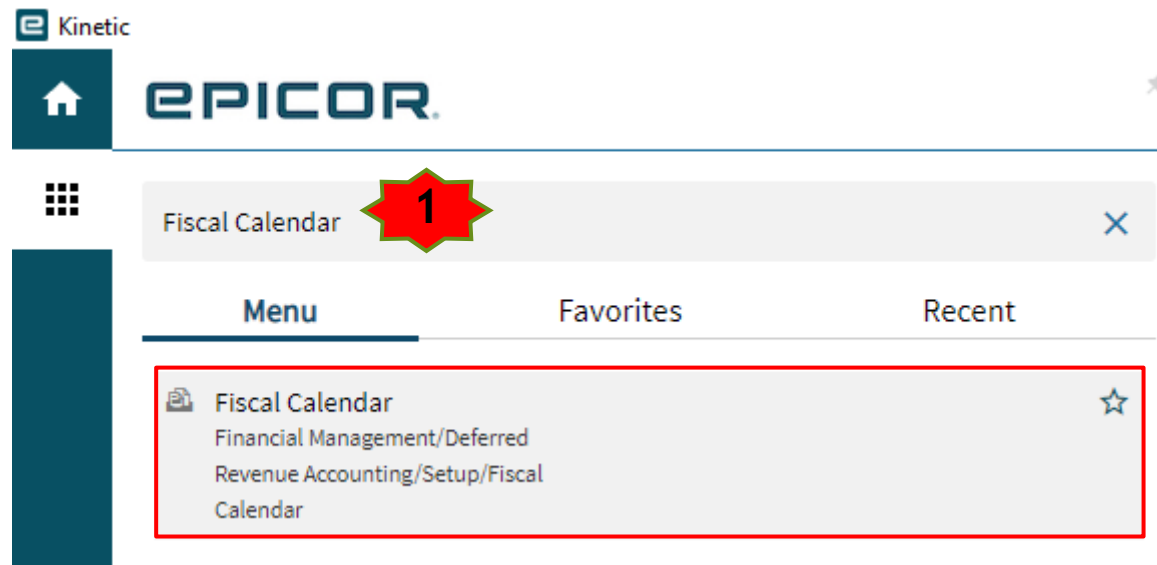 Kinetic
EPICOR.
Fiscal Calendar
1
Menu Favorites Recent
Fiscal Calendar
Financial Management/Deferred
Revenue Accounting/Setup/Fiscal
Calendar